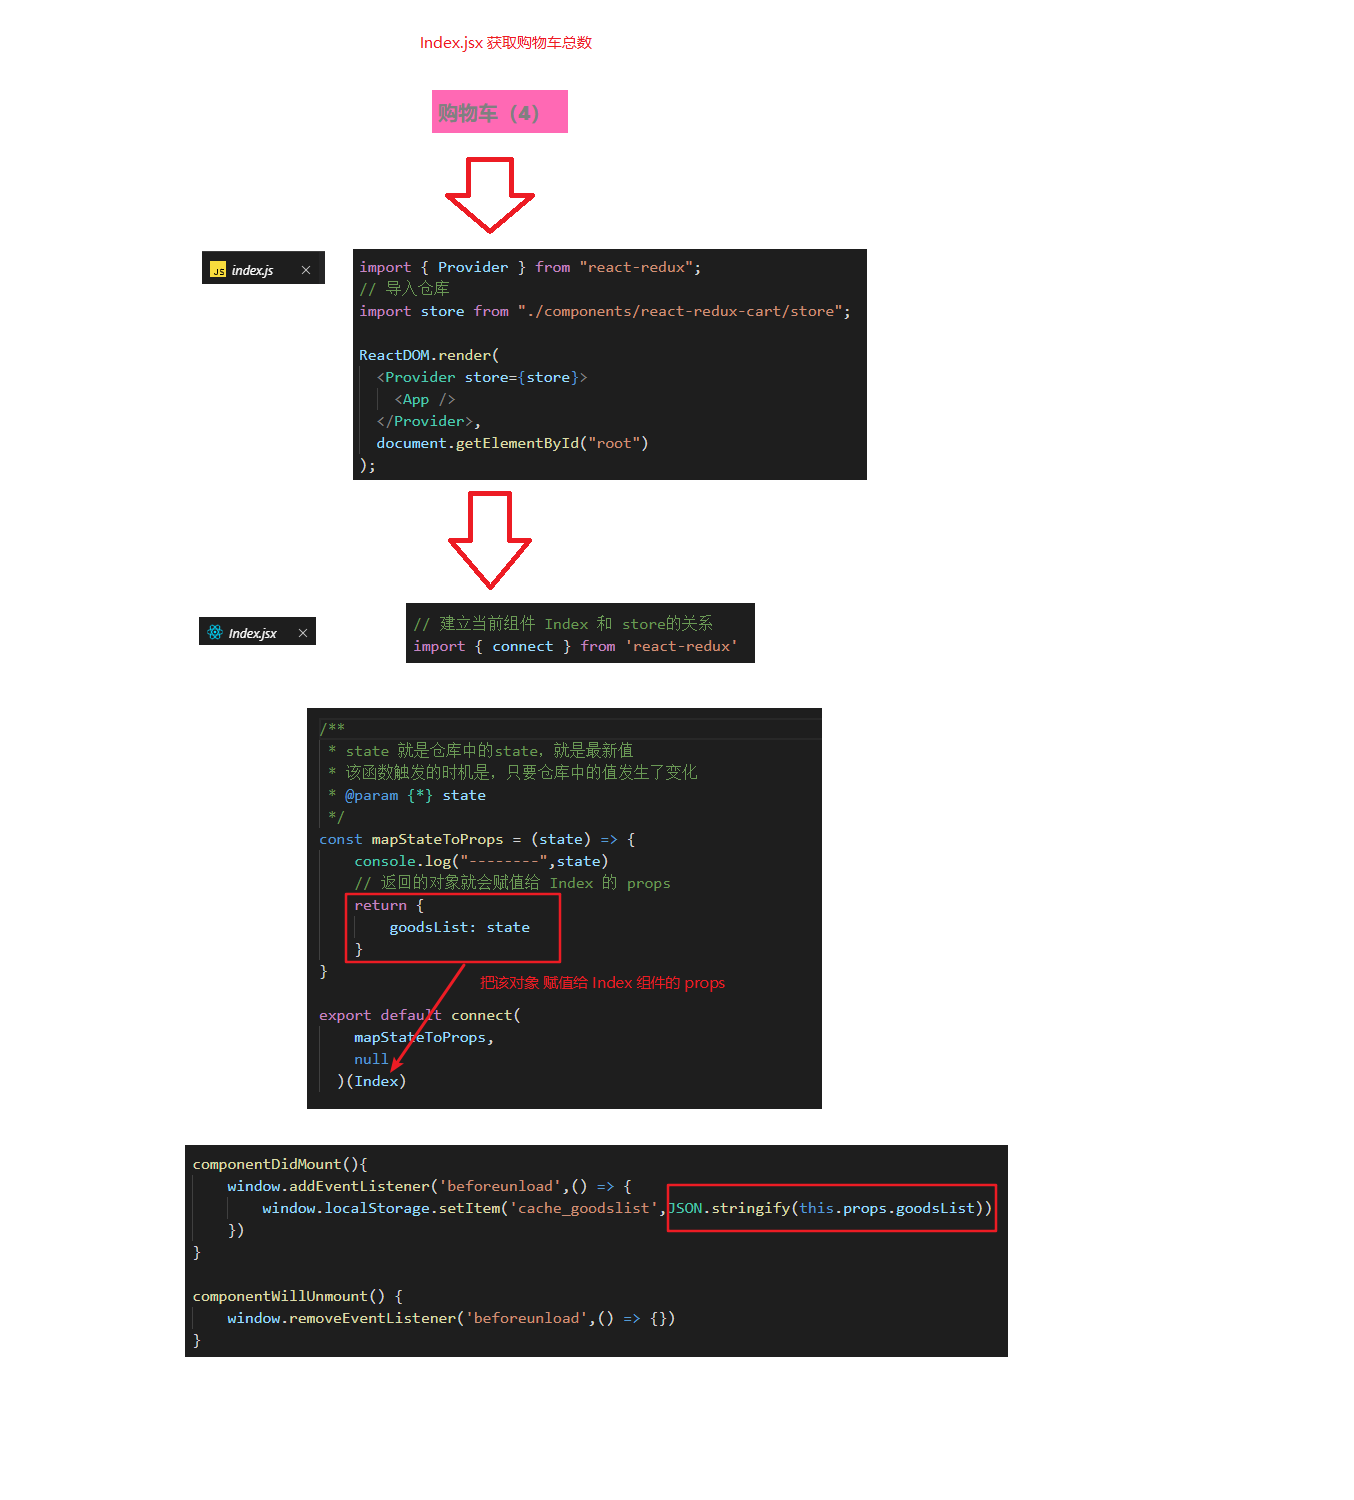 Index.jsx 获取购物车总数
购物车（4）
index.js ×
import { Provider } from "react-redux";
// 导入仓库
import store from "./components/react-redux-cart/store";
ReactDOM.render(
<Provider store={store}>
<App />
</Provider>,
document.getElementById("root")
);
Index.jsx ×
// 建立当前组件 Index 和 store的关系
import { connect } from 'react-redux'
/**
* state 就是仓库中的state，就是最新值
* 该函数触发的时机是，只要仓库中的值发生了变化
* @param {*} state
*/
const mapStateToProps = (state) => {
console.log("--------",state)
// 返回的对象就会赋值给 Index 的 props
return {
goodsList: state
}
}
把该对象 赋值给 Index 组件的 props
export default connect(
mapStateToProps,
null
)(Index)
componentDidMount(){
window.addEventListener('beforeunload',() => {
window.localStorage.setItem('cache_goodslist',JSON.stringify(this.props.goodsList))
})
}
componentWillUnmount() {
window.removeEventListener('beforeunload',() => {})
}